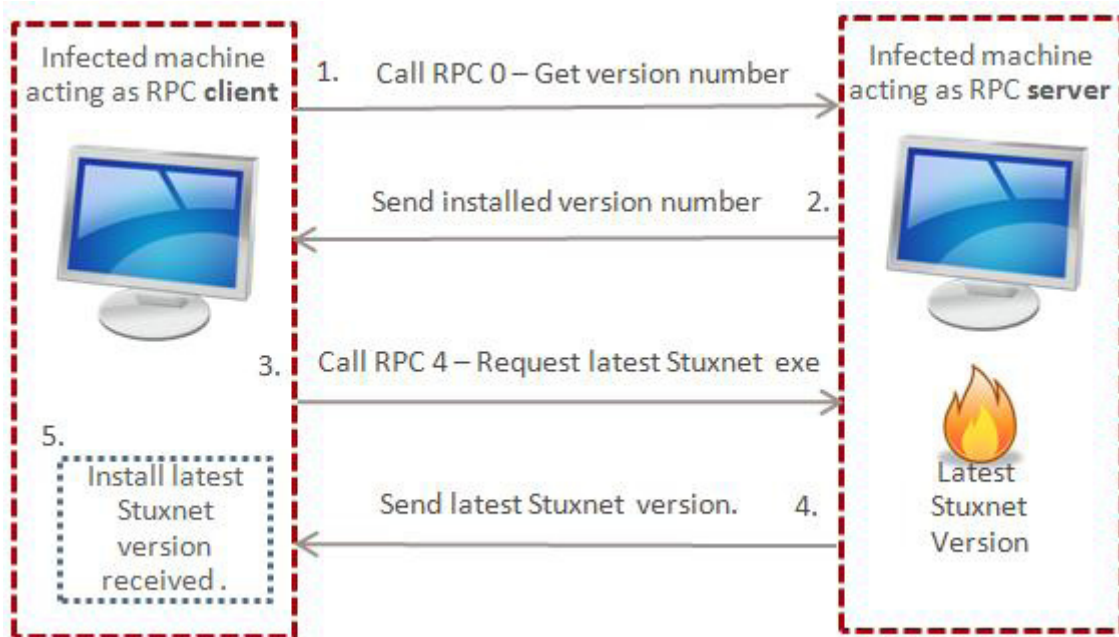 Infected machine
acting as RPC client
1. Call RPC 0 – Get version number
Infected machine
acting as RPC server
Send installed version number 2.
3. Call RPC 4 – Request latest Stuxnet exe
5.
Install latest
Stuxnet
version
received .
Send latest Stuxnet version. 4.
Latest
Stuxnet
Version